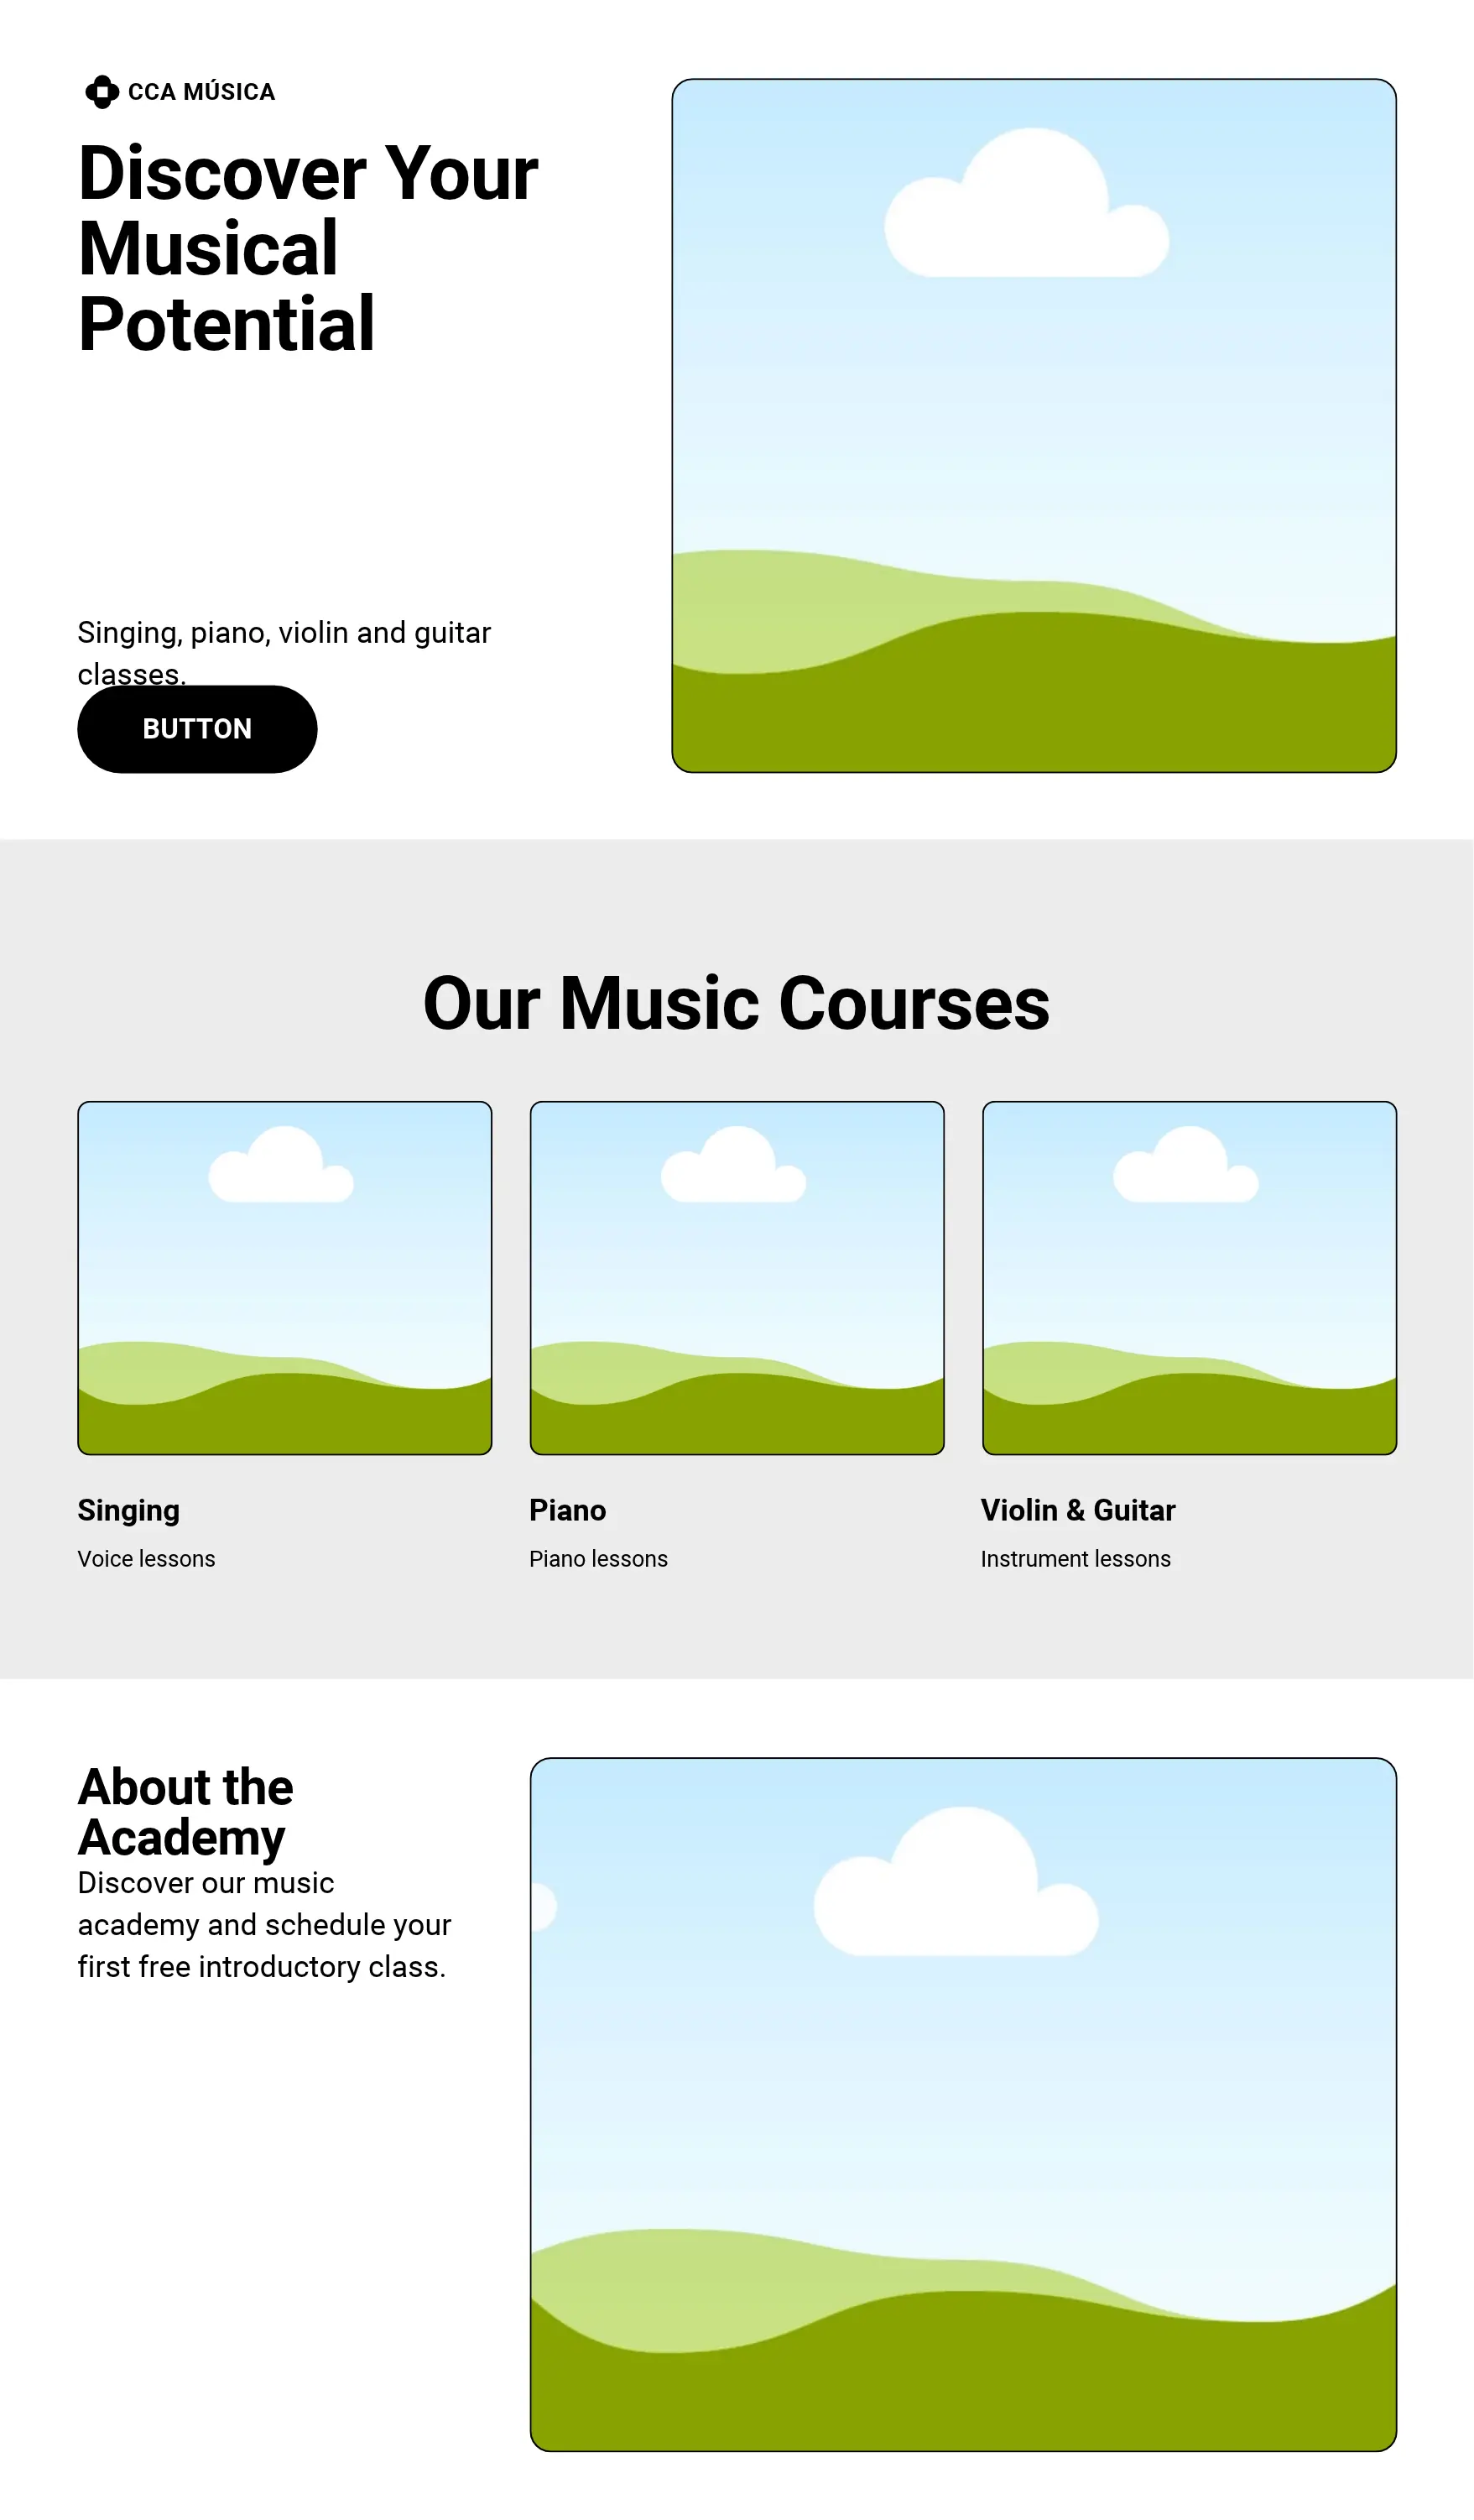 CCA MÚSICA
Discover Your
Musical
Potential
Singing, piano, violin and guitar
classes.
BUTTON
Our Music Courses
Singing
Voice lessons
Piano
Piano lessons
Violin & Guitar
Instrument lessons
About the
Academy
Discover our music
academy and schedule your
first free introductory class.